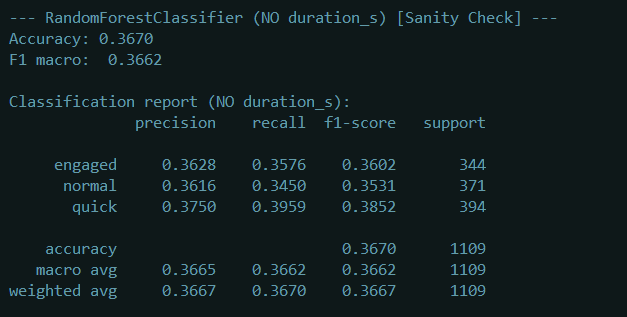 --- RandomForestClassifier (NO duration_s) [Sanity Check] ---
Accuracy: 0.3670
F1 macro:  0.3662
Classification report (NO duration_s):
              precision    recall  f1-score   support
     engaged     0.3628    0.3576    0.3602       344
      normal     0.3616    0.3450    0.3531       371
       quick     0.3750    0.3959    0.3852       394
    accuracy                         0.3670      1109
   macro avg     0.3665    0.3662    0.3662      1109
weighted avg     0.3667    0.3670    0.3667      1109